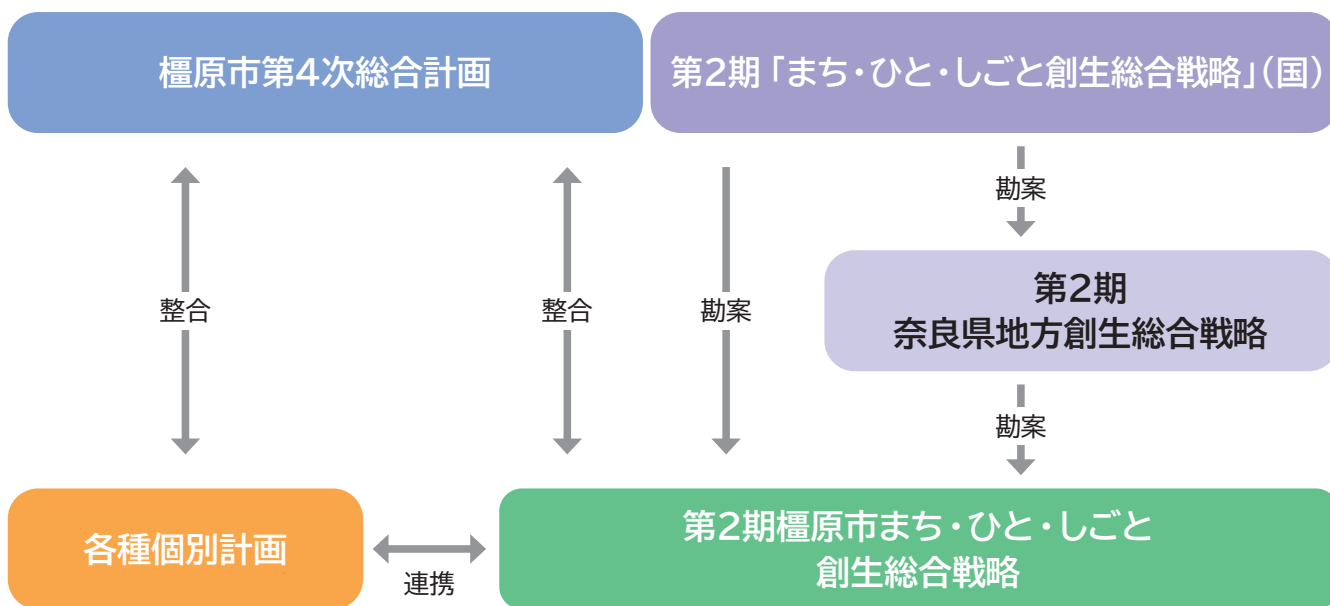 橿原市第4次総合計画
第2期「まち・ひと・しごと創生総合戦略」（国）
勘案
整合
整合
勘案
第2期
奈良県地方創生総合戦略
勘案
各種個別計画
連携
第2期橿原市まち・ひと・しごと
創生総合戦略